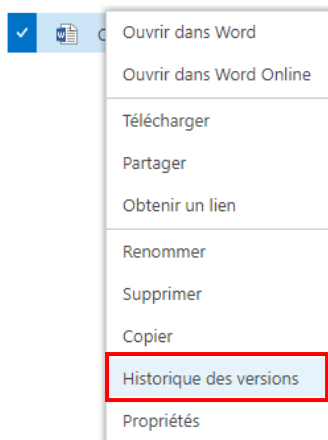 Ouvrir dans Word
Ouvrir dans Word Online
Télécharger
Partager
Obtenir un lien
Renommer
Supprimer
Copier
Historique des versions
Propriétés